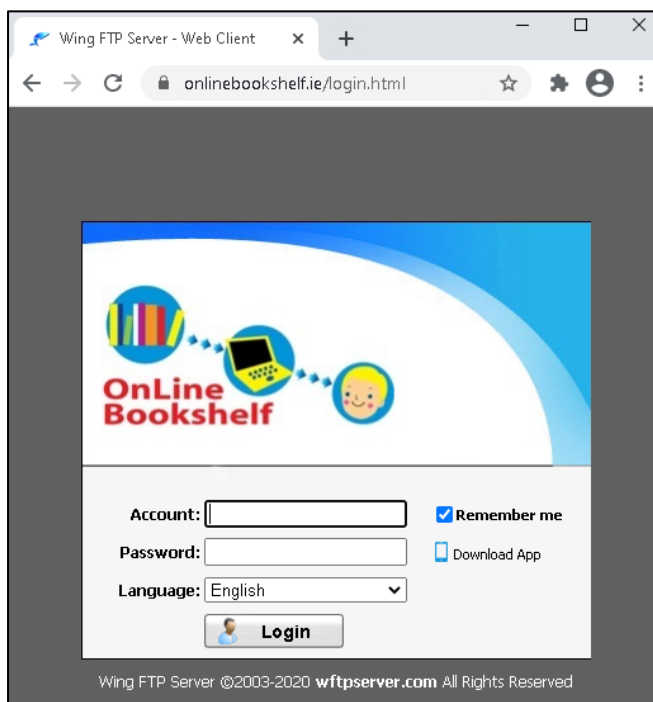 Wing FTP Server - Web Client
onlinebookshelf.ie/login.html
OnLine
Bookshelf
Account:
Remember me
Password:
Download App
Language: English
Login
Wing FTP Server ©2003-2020 wftpserver.com All Rights Reserved